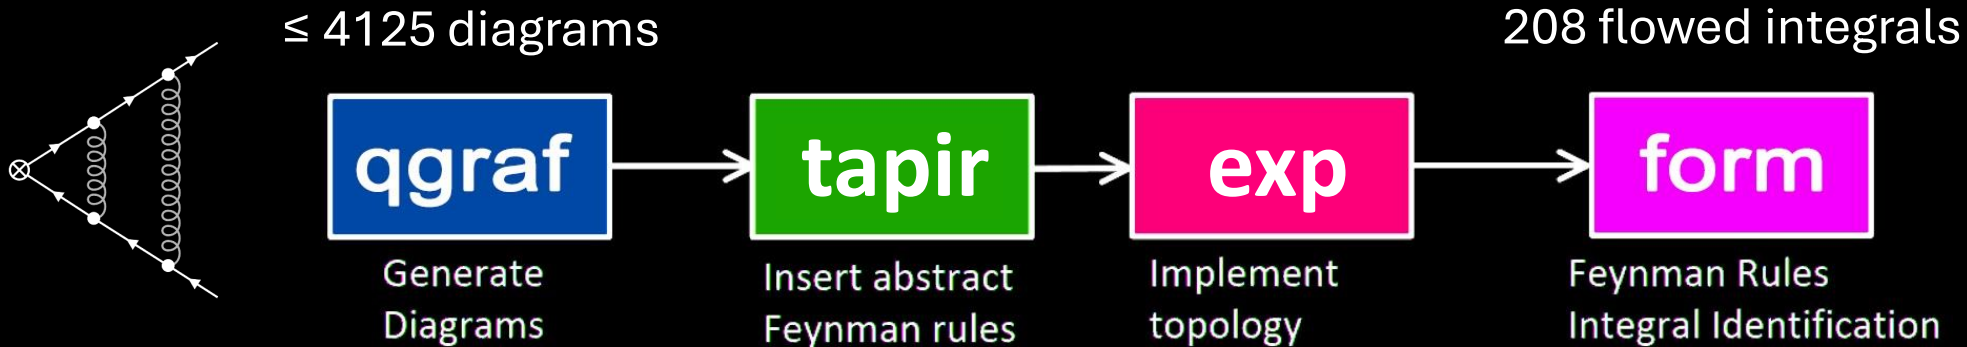 ≤ 4125 diagrams
208 flowed integrals
qgraf
tapir
exp
form
Generate
Diagrams
Insert abstract
Feynman rules
Implement
topology
Feynman Rules
Integral Identification